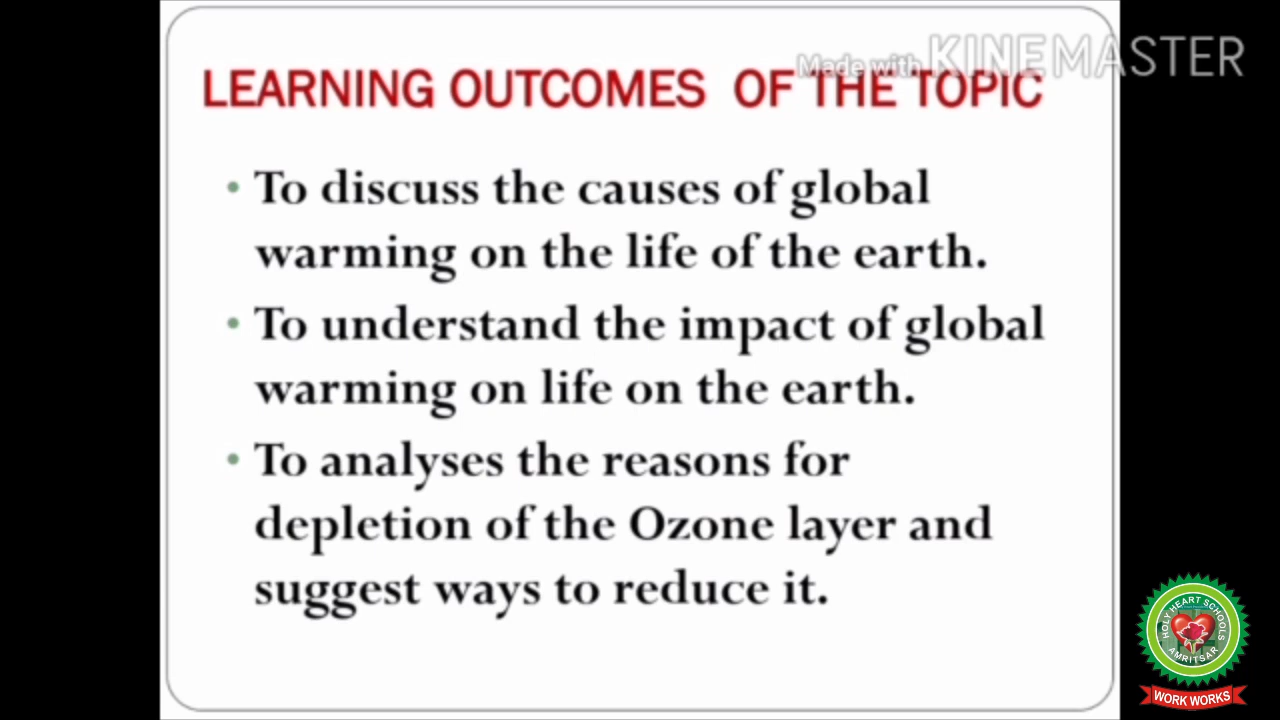 Made with KINEMASTER
LEARNING OUTCOMES OF THE TOPIC
• To discuss the causes of global
warming on the life of the earth.
• To understand the impact of global
warming on life on the earth.
• To analyses the reasons for
depletion of the Ozone layer and
suggest ways to reduce it.
HOLY HEART SCHOOLS
AMRITSAR
WORK WORKS